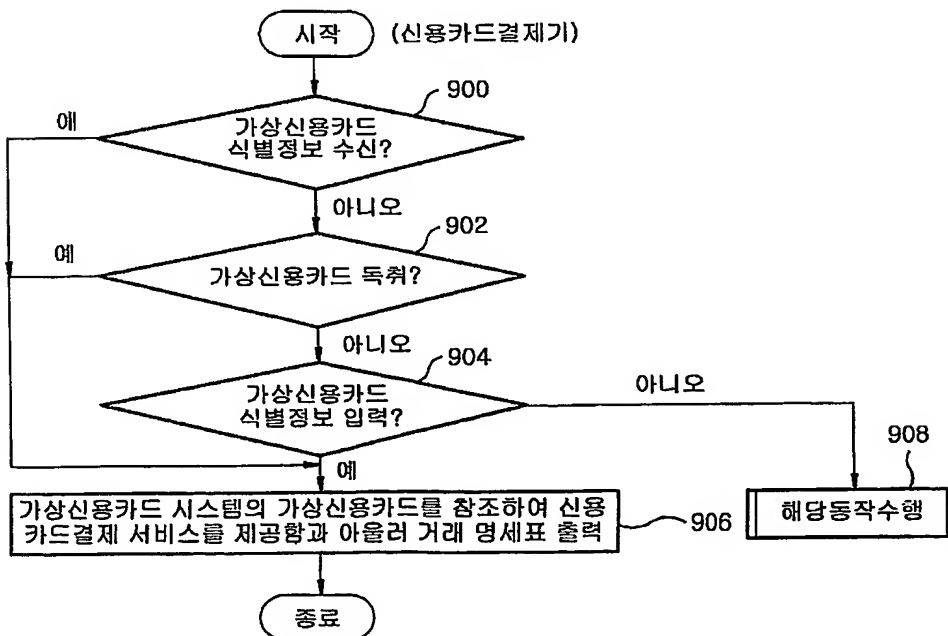 시작 (신용카드결제기)
900
가상신용카드
식별정보 수신?
예
아니오
902
예
가상신용카드 독취?
아니오
904
가상신용카드
식별정보 입력?
아니오
예
908
해당동작수행
가상신용카드 시스템의 가상신용카드를 참조하여 신용
카드결제 서비스를 제공함과 아울러 거래 명세표 출력
906
종료